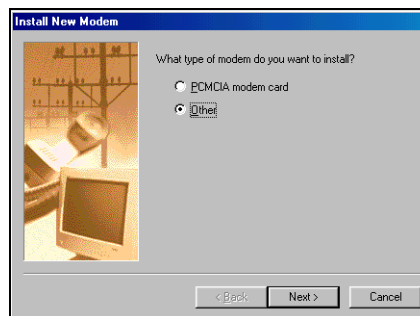 Install New Modem
What type of modem do you want to install?
PCMCIA modem card
Other
< Back
Next >
Cancel